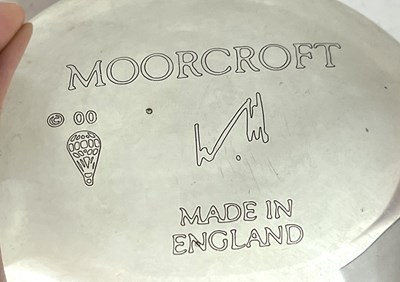 MOORCROFT
© 00
W.M
MADE IN
ENGLAND